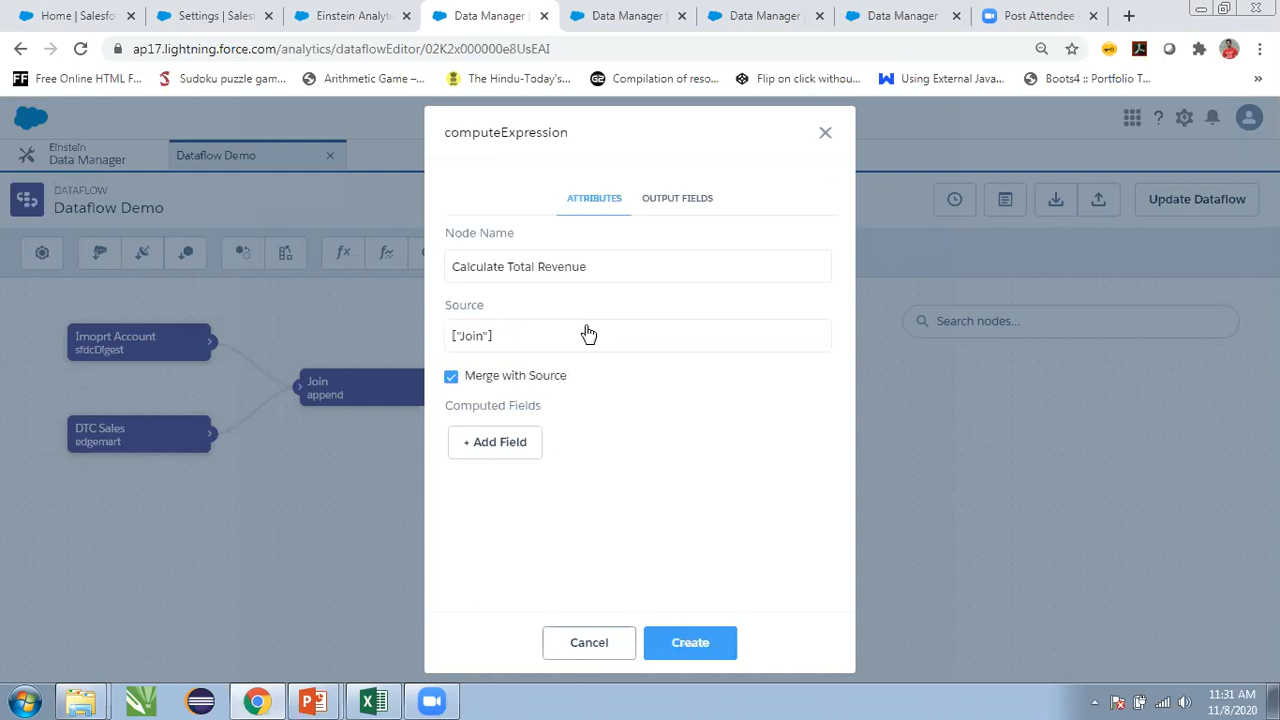 Home | Salesfo
Settings | Salesi
Einstein Analyt
Data Manager |
Data Manager |
Data Manager |
Data Manager
Post Attendee -
ap17.lightning.force.com/analytics/dataflowEditor/02K2x000000e8UsEAI
Free Online HTML F...
Sudoku puzzle gam...
Arithmetic Game –...
The Hindu-Today's...
Compilation of reso...
Flip on click withou...
Using External Java...
Boots4 :: Portfolio T...
»
Einstein
Data Manager
Dataflow Demo
DATAFLOW
Dataflow Demo
Update Dataflow
fx
Search nodes...
Imoprt Account
sfdcDigest
DTC Sales
edgemart
Join
append
computeExpression
ATTRIBUTES
OUTPUT FIELDS
Node Name
Calculate Total Revenue
Source
["Join"]
Merge with Source
Computed Fields
+ Add Field
Cancel
Create
11:31 AM
11/8/2020